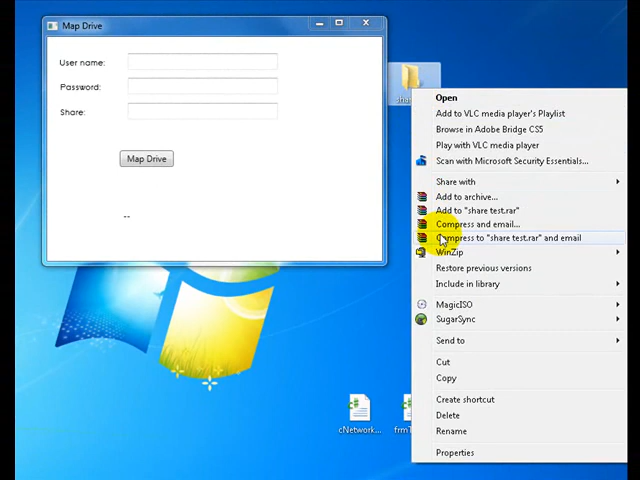 Map Drive
User name:
Password:
Share:
Map Drive
--
Open
Add to VLC media player's Playlist
Browse in Adobe Bridge CS5
Play with VLC media player
Scan with Microsoft Security Essentials...
Share with
Add to archive...
Add to "share test.rar"
Compress and email...
Compress to "share test.rar" and email
WinZip
Restore previous versions
Include in library
MagicISO
SugarSync
Send to
Cut
Copy
Create shortcut
Delete
Rename
Properties
cNetwork...